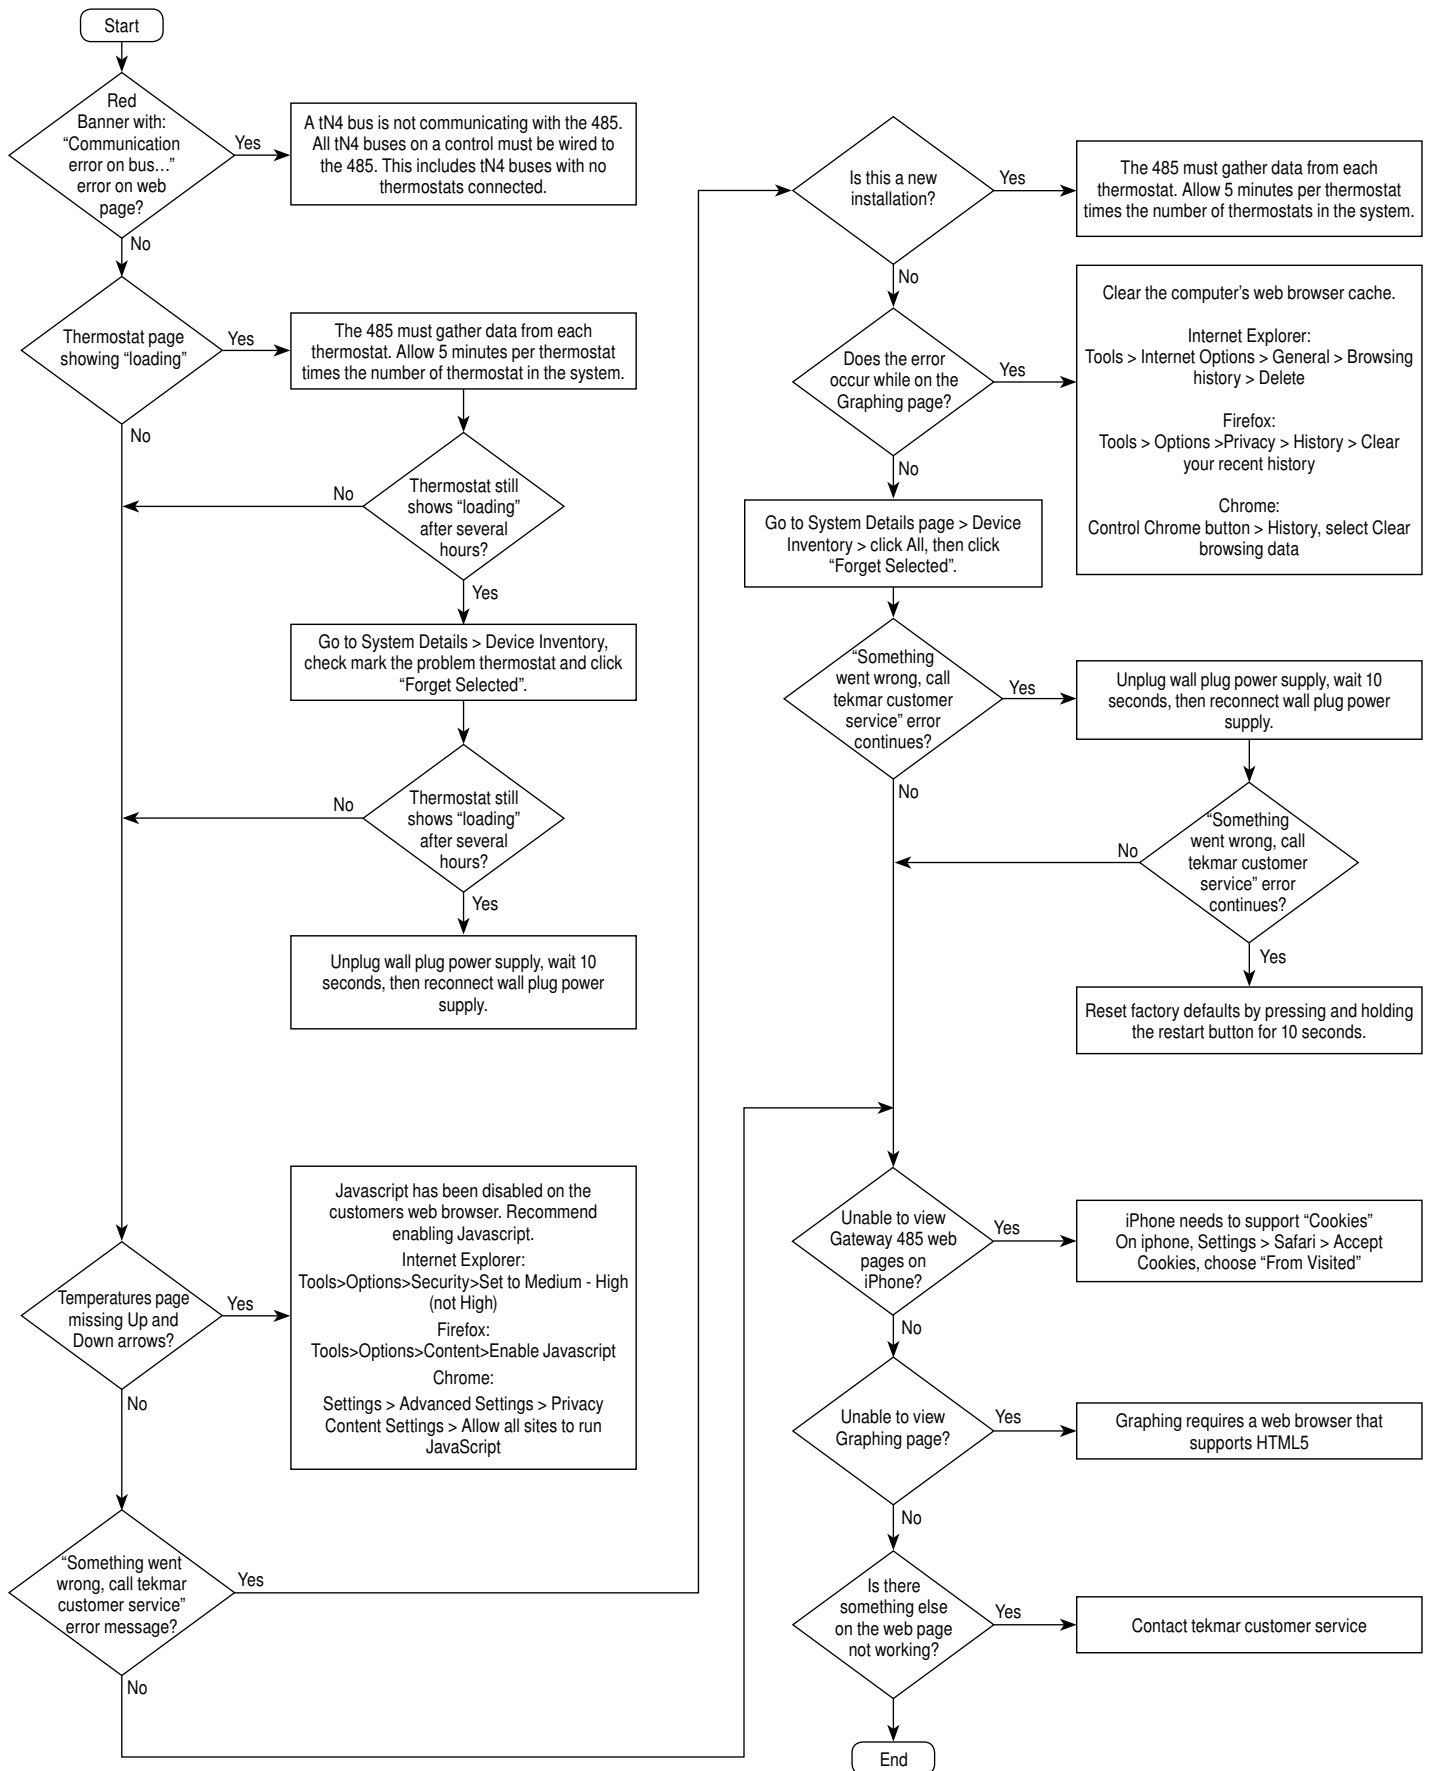 Start
Red
Banner with:
“Communication
error on bus…”
error on web
page?
Yes
A tN4 bus is not communicating with the 485.
All tN4 buses on a control must be wired to
the 485. This includes tN4 buses with no
thermostats connected.
No
Thermostat page
showing “loading”
Yes
The 485 must gather data from each
thermostat. Allow 5 minutes per thermostat
times the number of thermostat in the system.
No
Thermostat still
shows “loading”
after several
hours?
No
Yes
Go to System Details > Device Inventory,
check mark the problem thermostat and click
“Forget Selected”.
Thermostat still
shows “loading”
after several
hours?
No
Yes
Unplug wall plug power supply, wait 10
seconds, then reconnect wall plug power
supply.
Temperatures page
missing Up and
Down arrows?
Yes
Javascript has been disabled on the
customers web browser. Recommend
enabling Javascript.
Internet Explorer:
Tools>Options>Security>Set to Medium - High
(not High)
Firefox:
Tools>Options>Content>Enable Javascript
Chrome:
Settings > Advanced Settings > Privacy
Content Settings > Allow all sites to run
JavaScript
No
“Something went
wrong, call tekmar
customer service”
error message?
Yes
No
Is this a new
installation?
Yes
The 485 must gather data from each
thermostat. Allow 5 minutes per thermostat
times the number of thermostats in the system.
No
Does the error
occur while on the
Graphing page?
Yes
Clear the computer’s web browser cache.
Internet Explorer:
Tools > Internet Options > General > Browsing
history > Delete
Firefox:
Tools > Options >Privacy > History > Clear
your recent history
Chrome:
Control Chrome button > History, select Clear
browsing data
No
Go to System Details page > Device
Inventory > click All, then click
“Forget Selected”.
“Something
went wrong, call
tekmar customer
service” error
continues?
Yes
Unplug wall plug power supply, wait 10
seconds, then reconnect wall plug power
supply.
No
“Something
went wrong, call
tekmar customer
service” error
continues?
No
Yes
Reset factory defaults by pressing and holding
the restart button for 10 seconds.
Unable to view
Gateway 485 web
pages on
iPhone?
Yes
iPhone needs to support “Cookies”
On iphone, Settings > Safari > Accept
Cookies, choose “From Visited”
No
Unable to view
Graphing page?
Yes
Graphing requires a web browser that
supports HTML5
No
Is there
something else
on the web page
not working?
Yes
Contact tekmar customer service
End